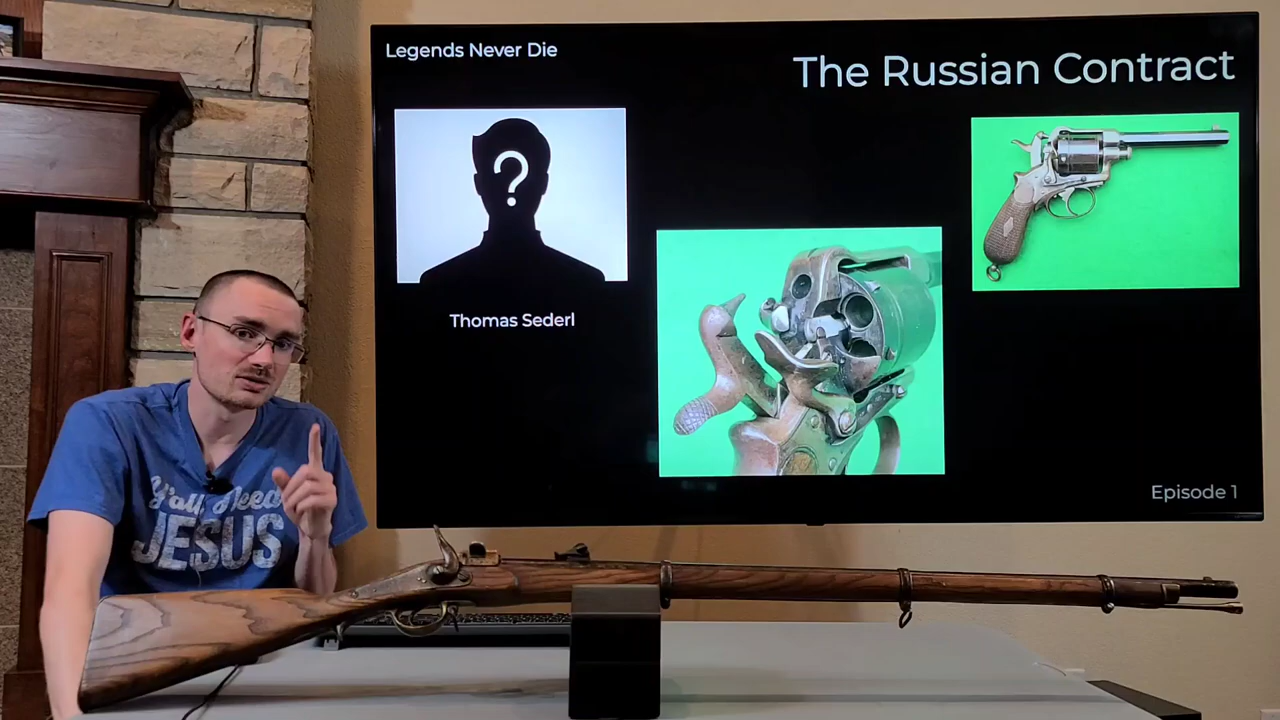 Legends Never Die
The Russian Contract
?
Thomas Sederl
Episode 1
Y'all Need
JESUS